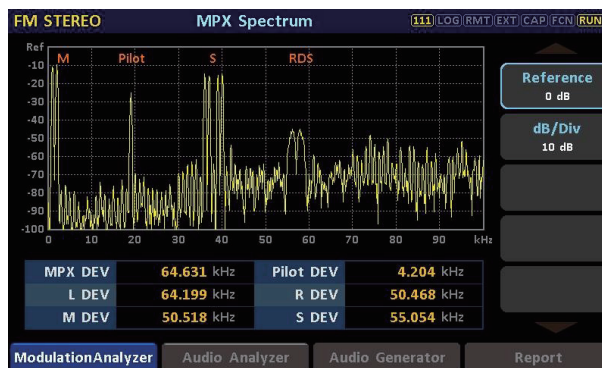 FM STEREO MPX Spectrum 111 LOG RMT EXT CAP FCN RUN
Ref M Pilot S RDS
-10
-20
-30
-40
-50
-60
-70
-80
-90
-100
0 10 20 30 40 50 60 70 80 90 kHz
Reference
0 dB
dB/Div
10 dB
MPX DEV 64.631 kHz Pilot DEV 4.204 kHz
L DEV 64.199 kHz R DEV 50.468 kHz
M DEV 50.518 kHz S DEV 55.054 kHz
ModulationAnalyzer Audio Analyzer Audio Generator Report